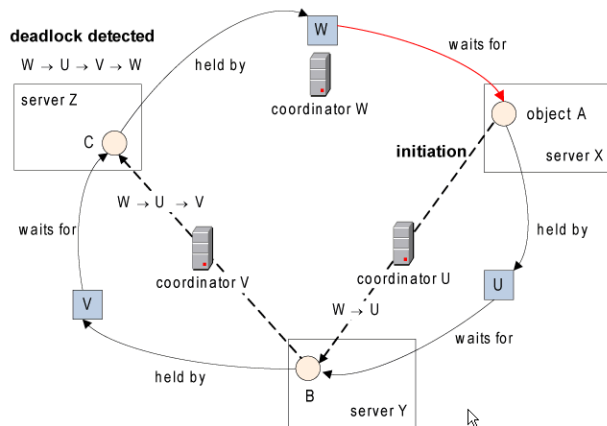 deadlock detected
W → U → V → W
server Z
C
held by
W
coordinator W
waits for
object A
server X
initiation
W → U → V
waits for
coordinator V
coordinator U
held by
V
U
W → U
waits for
held by
B
server Y